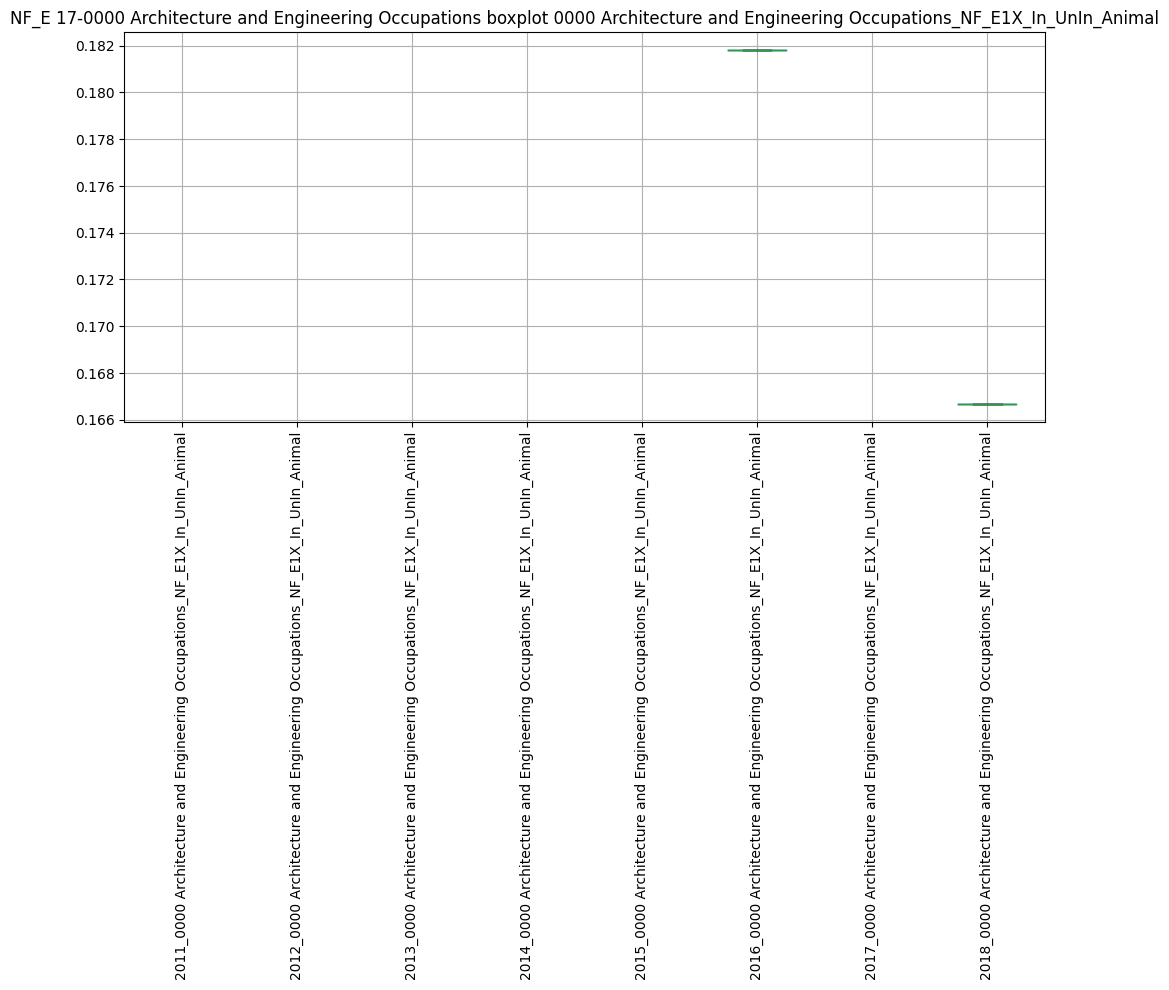 NF_E 17-0000 Architecture and Engineering Occupations boxplot 0000 Architecture and Engineering Occupations_NF_E1X_In_UnIn_Animal
0.182
0.180
0.178
0.176
0.174
0.172
0.170
0.168
0.166
2011_0000 Architecture and Engineering Occupations_NF_E1X_In_UnIn_Animal
2012_0000 Architecture and Engineering Occupations_NF_E1X_In_UnIn_Animal
2013_0000 Architecture and Engineering Occupations_NF_E1X_In_UnIn_Animal
2014_0000 Architecture and Engineering Occupations_NF_E1X_In_UnIn_Animal
2015_0000 Architecture and Engineering Occupations_NF_E1X_In_UnIn_Animal
2016_0000 Architecture and Engineering Occupations_NF_E1X_In_UnIn_Animal
2017_0000 Architecture and Engineering Occupations_NF_E1X_In_UnIn_Animal
2018_0000 Architecture and Engineering Occupations_NF_E1X_In_UnIn_Animal